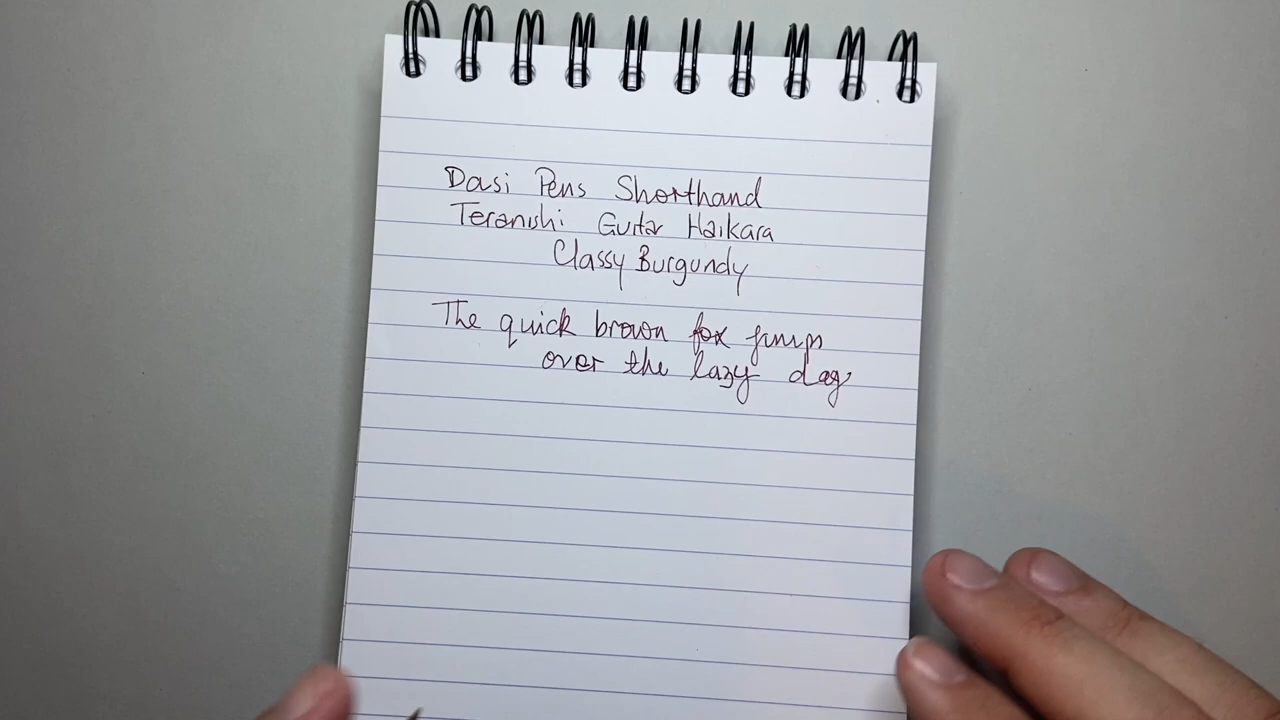 Dasi Pens Shorthand
Teranishi Guitar Haikara
Classy Burgundy
The quick brown fox jumps
over the lazy dog